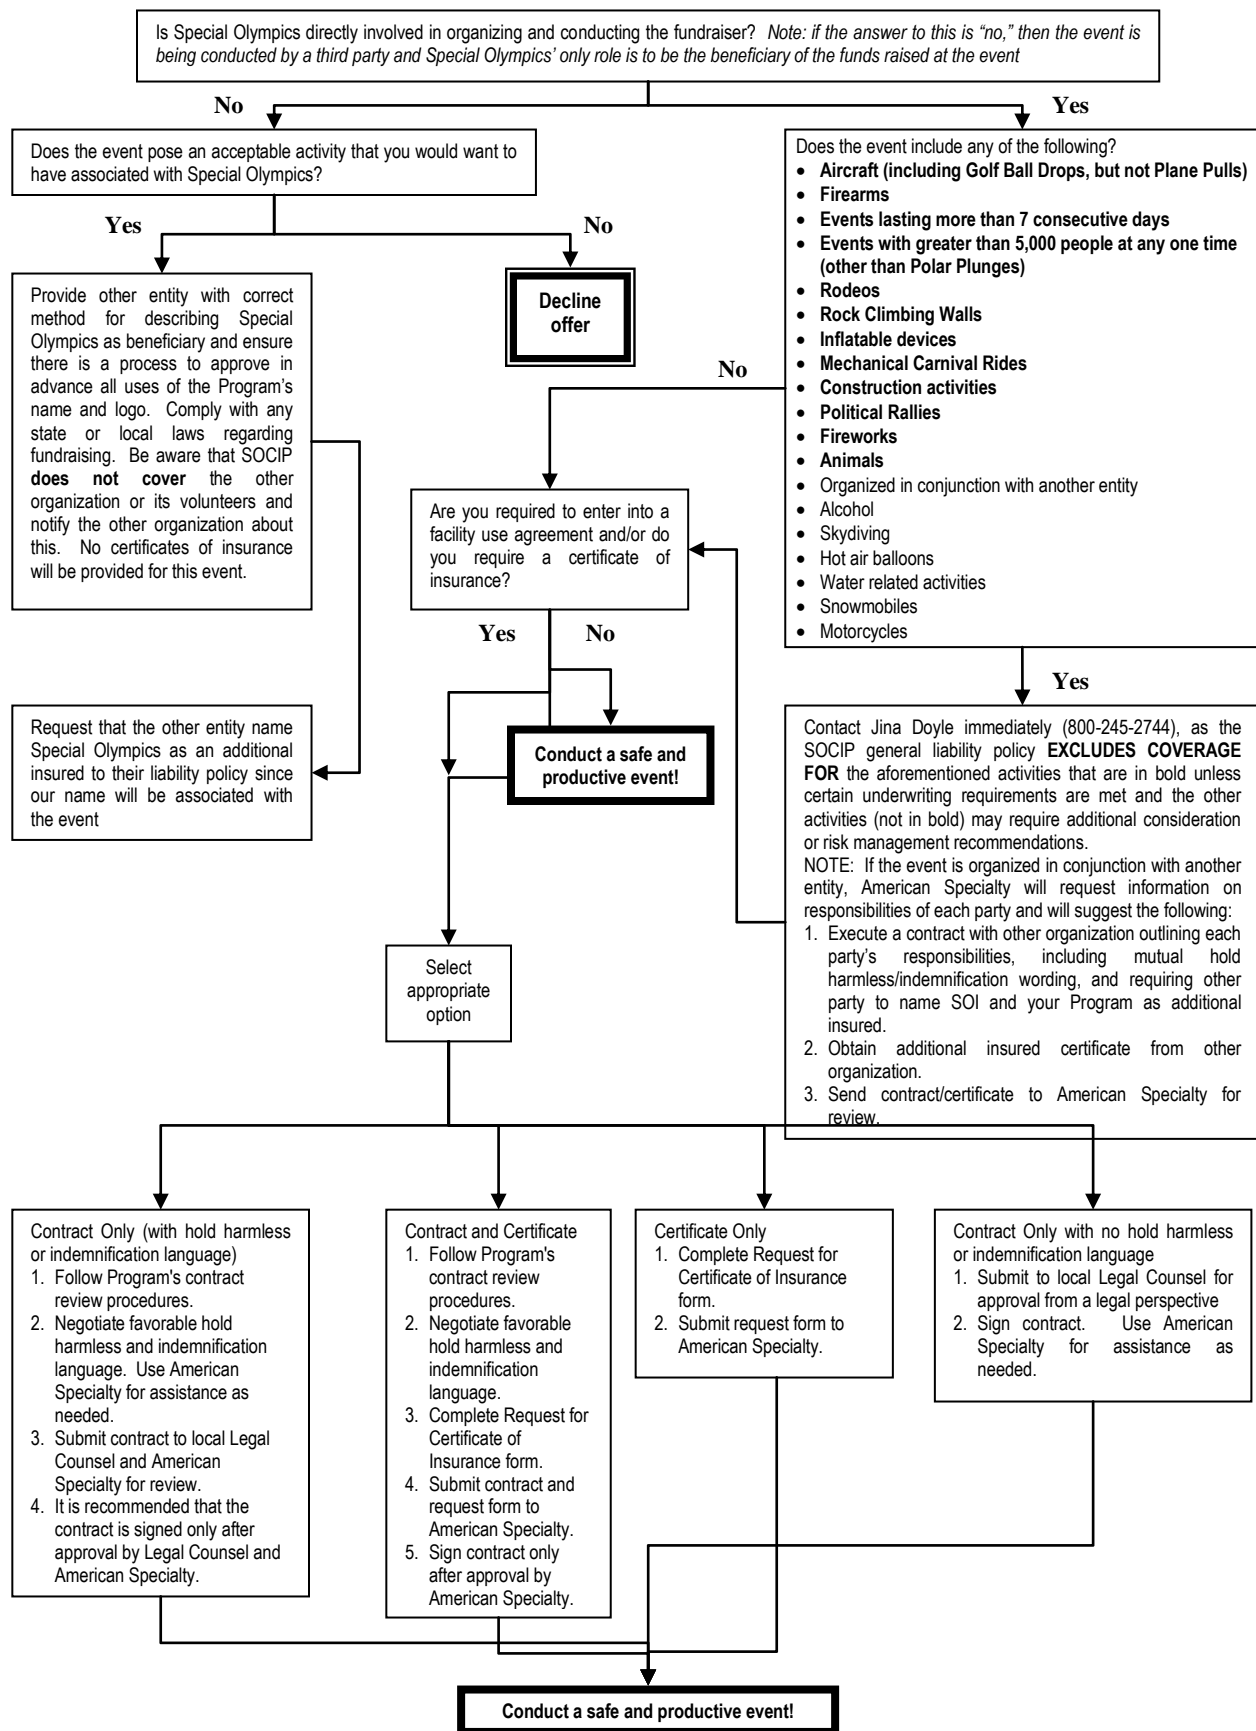 Is Special Olympics directly involved in organizing and conducting the fundraiser? Note: if the answer to this is “no,” then the event is
being conducted by a third party and Special Olympics’ only role is to be the beneficiary of the funds raised at the event
No
Yes
Does the event pose an acceptable activity that you would want to
have associated with Special Olympics?
Does the event include any of the following?
• Aircraft (including Golf Ball Drops, but not Plane Pulls)
• Firearms
• Events lasting more than 7 consecutive days
• Events with greater than 5,000 people at any one time
(other than Polar Plunges)
• Rodeos
• Rock Climbing Walls
• Inflatable devices
• Mechanical Carnival Rides
• Construction activities
• Political Rallies
• Fireworks
• Animals
• Organized in conjunction with another entity
• Alcohol
• Skydiving
• Hot air balloons
• Water related activities
• Snowmobiles
• Motorcycles
Yes
No
Provide other entity with correct
method for describing Special
Olympics as beneficiary and ensure
there is a process to approve in
advance all uses of the Program’s
name and logo. Comply with any
state or local laws regarding
fundraising. Be aware that SOCIP
does not cover the other
organization or its volunteers and
notify the other organization about
this. No certificates of insurance
will be provided for this event.
Decline
offer
No
Are you required to enter into a
facility use agreement and/or do
you require a certificate of
insurance?
Yes
No
Yes
Request that the other entity name
Special Olympics as an additional
insured to their liability policy since
our name will be associated with
the event
Conduct a safe and
productive event!
Contact Jina Doyle immediately (800-245-2744), as the
SOCIP general liability policy EXCLUDES COVERAGE
FOR the aforementioned activities that are in bold unless
certain underwriting requirements are met and the other
activities (not in bold) may require additional consideration
or risk management recommendations.
NOTE: If the event is organized in conjunction with another
entity, American Specialty will request information on
responsibilities of each party and will suggest the following:
1. Execute a contract with other organization outlining each
party’s responsibilities, including mutual hold
harmless/indemnification wording, and requiring other
party to name SOI and your Program as additional
insured.
2. Obtain additional insured certificate from other
organization.
3. Send contract/certificate to American Specialty for
review.
Select
appropriate
option
Contract Only (with hold harmless
or indemnification language)
1. Follow Program's contract
review procedures.
2. Negotiate favorable hold
harmless and indemnification
language. Use American
Specialty for assistance as
needed.
3. Submit contract to local Legal
Counsel and American
Specialty for review.
4. It is recommended that the
contract is signed only after
approval by Legal Counsel and
American Specialty.
Contract and Certificate
1. Follow Program's
contract review
procedures.
2. Negotiate favorable
hold harmless and
indemnification
language.
3. Complete Request for
Certificate of
Insurance form.
4. Submit contract and
request form to
American Specialty.
5. Sign contract only
after approval by
American Specialty.
Certificate Only
1. Complete Request for
Certificate of Insurance
form.
2. Submit request form to
American Specialty.
Contract Only with no hold harmless
or indemnification language
1. Submit to local Legal Counsel for
approval from a legal perspective
2. Sign contract. Use American
Specialty for assistance as
needed.
Conduct a safe and productive event!